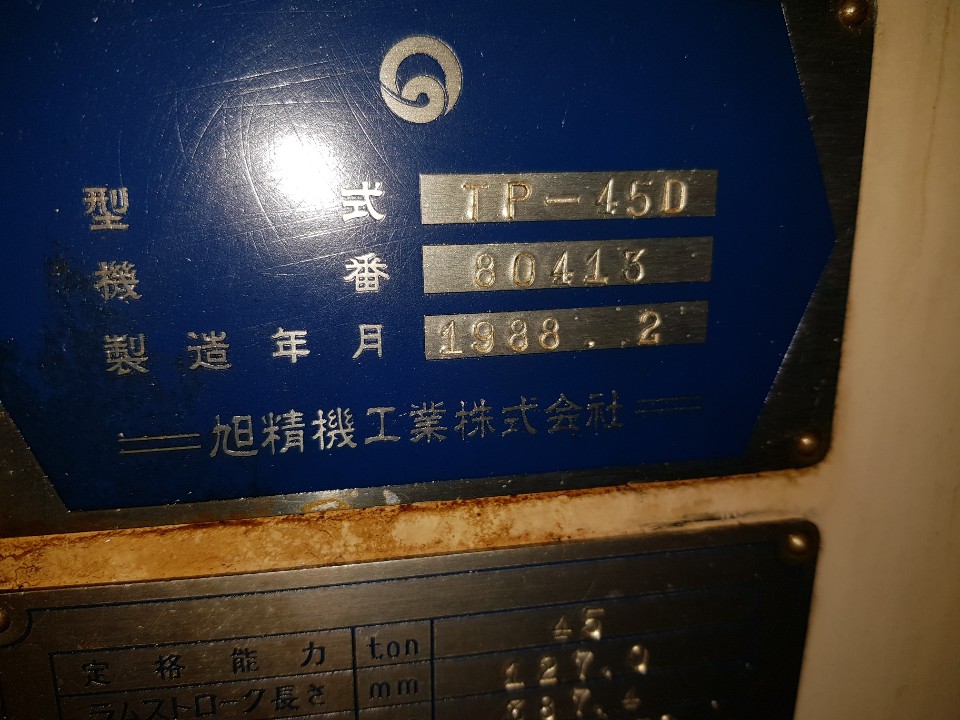 型式 TP-45D
機番 80413
製造年月 1988.2
旭精機工業株式会社
定格能力 ton 45
ラムストローク長さ mm